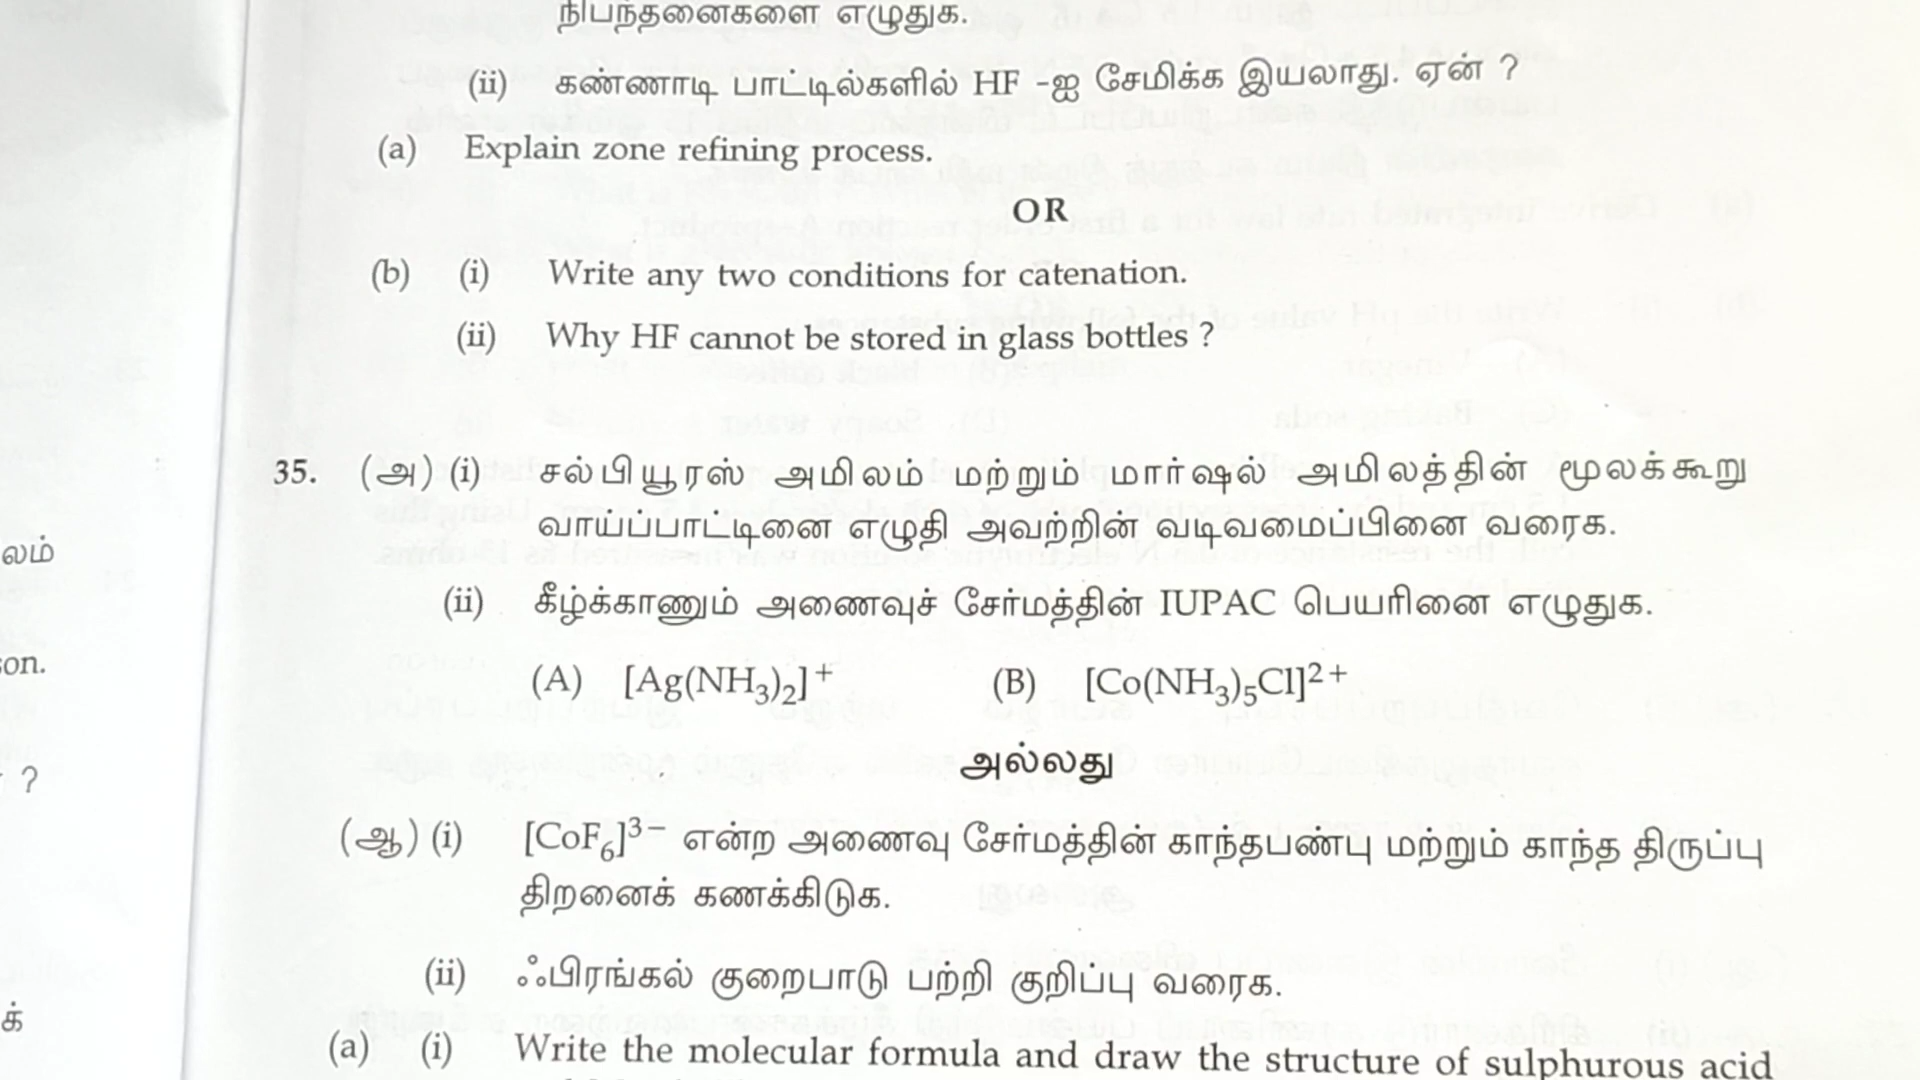 நிபந்தனைகளை எழுதுக.
(ii) கண்ணாடி பாட்டில்களில் HF -ஐ சேமிக்க இயலாது. ஏன் ?
(a) Explain zone refining process.
OR
(b) (i) Write any two conditions for catenation.
(ii) Why HF cannot be stored in glass bottles ?
35. (அ) (i) சல்பியூரஸ் அமிலம் மற்றும் மார்ஷல் அமிலத்தின் மூலக்கூறு
வாய்ப்பாட்டினை எழுதி அவற்றின் வடிவமைப்பினை வரைக.
லம்
(ii) கீழ்க்காணும் அணைவுச் சேர்மத்தின் IUPAC பெயரினை எழுதுக.
son.
(A) [Ag(NH₃)₂]⁺ (B) [Co(NH₃)₅Cl]²⁺
?
அல்லது
(ஆ) (i) [CoF₆]³⁻ என்ற அணைவு சேர்மத்தின் காந்தபண்பு மற்றும் காந்த திருப்பு
திறனைக் கணக்கிடுக.
(ii) ஃபிரங்கல் குறைபாடு பற்றி குறிப்பு வரைக.
க்
(a) (i) Write the molecular formula and draw the structure of sulphurous acid